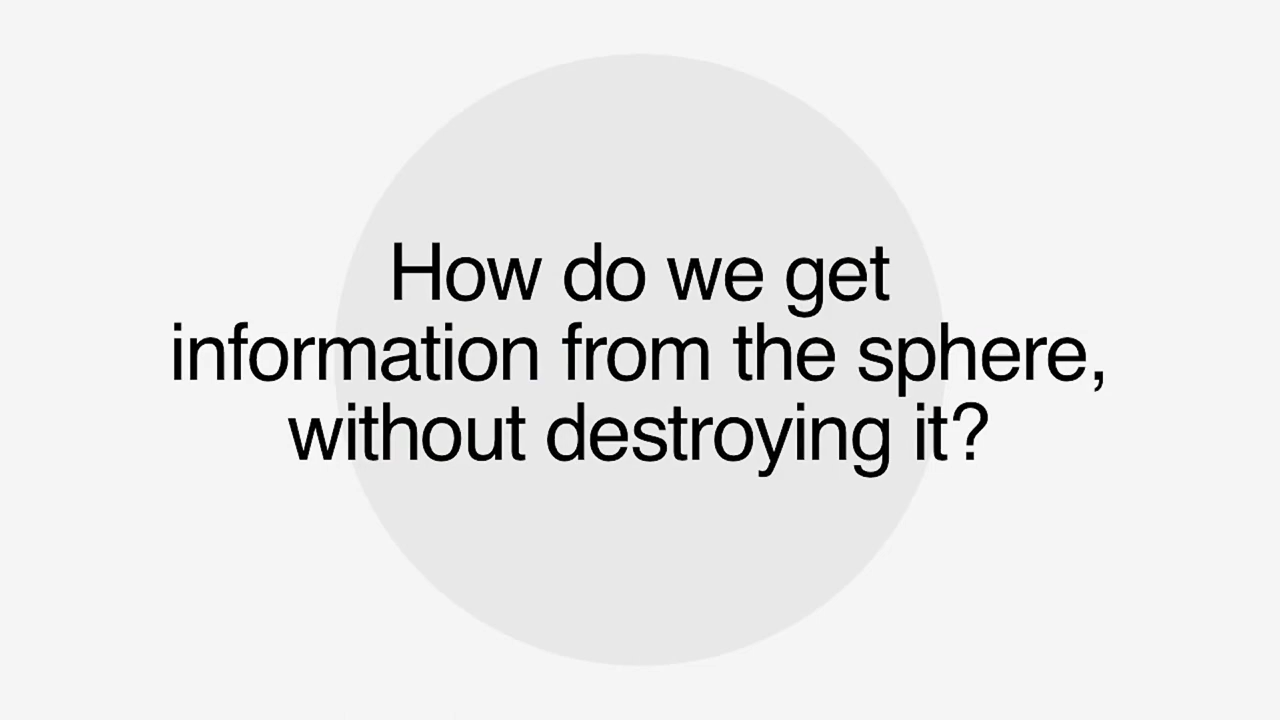 How do we get
information from the sphere,
without destroying it?